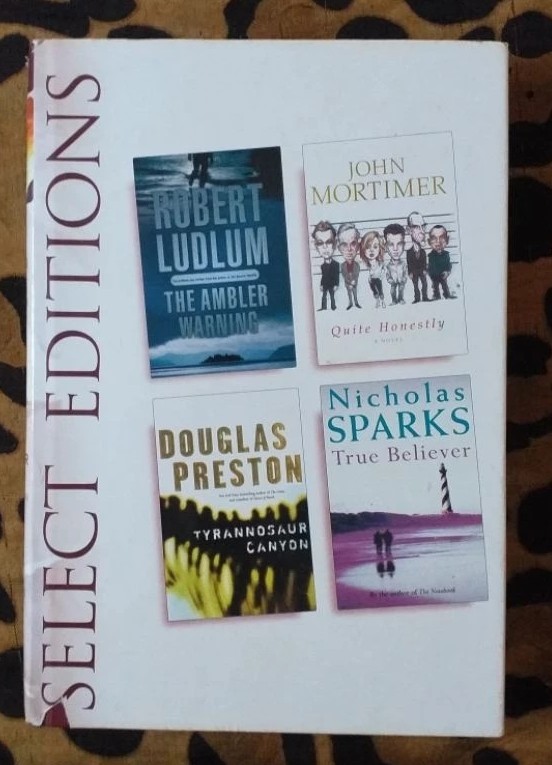 SELECT EDITIONS
ROBERT
LUDLUM
THE AMBLER
WARNING
JOHN
MORTIMER
Quite Honestly
A NOVEL
DOUGLAS
PRESTON
TYRANNOSAUR
CANYON
Nicholas
SPARKS
True Believer
By the author of The Notebook